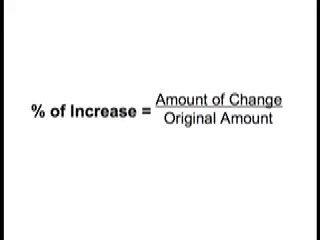 % of Increase = Amount of Change
Original Amount